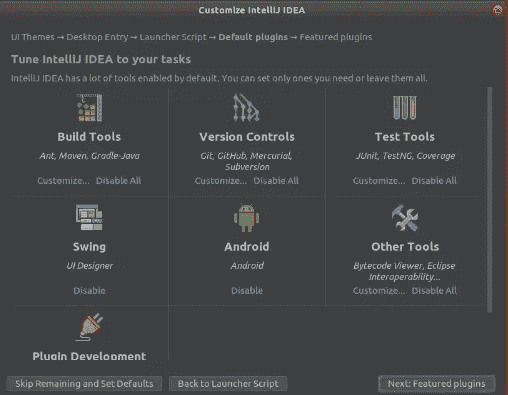 Customize IntelliJ IDEA
UI Themes → Desktop Entry → Launcher Script → Default plugins → Featured plugins
Tune IntelliJ IDEA to your tasks
IntelliJ IDEA has a lot of tools enabled by default. You can set only ones you need or leave them all.
Build Tools
Ant, Maven, Gradle-Java
Customize... Disable All
Version Controls
Git, GitHub, Mercurial,
Subversion
Customize... Disable All
Test Tools
JUnit, TestNG, Coverage
Customize... Disable All
Swing
UI Designer
Disable
Android
Android
Disable
Other Tools
Bytecode Viewer, Eclipse
Interoperability...
Customize... Disable All
Plugin Development
Skip Remaining and Set Defaults
Back to Launcher Script
Next: Featured plugins